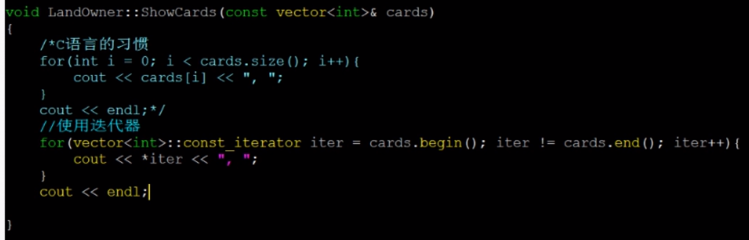 void LandOwner::ShowCards(const vector<int>& cards)
{
    /*C语言的习惯
    for(int i = 0; i < cards.size(); i++){
        cout << cards[i] << ", ";
    }
    cout << endl;*/
    //使用迭代器
    for(vector<int>::const_iterator iter = cards.begin(); iter != cards.end(); iter++){
        cout << *iter << ", ";
    }
    cout << endl;
}